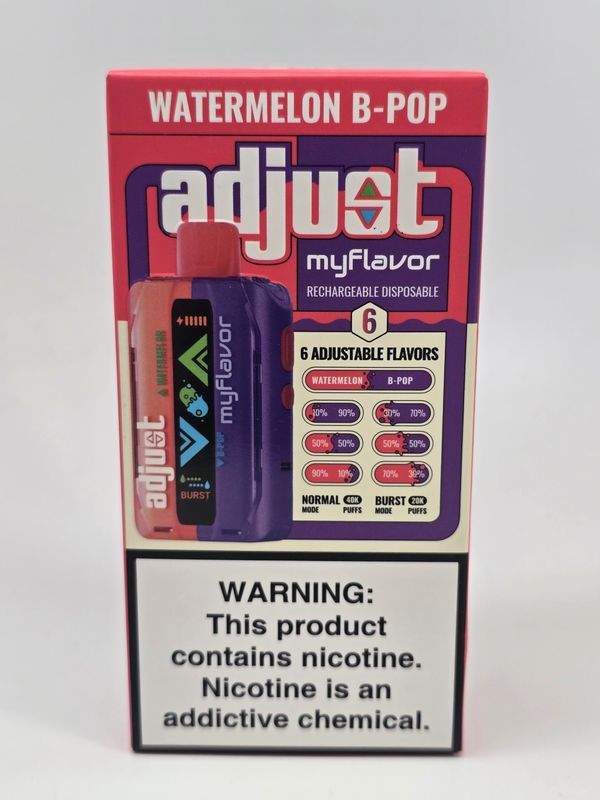 WATERMELON B-POP
adjust
myflavor
RECHARGEABLE DISPOSABLE
6
6 ADJUSTABLE FLAVORS
WATERMELON B-POP
10% 90% 30% 70%
50% 50% 50% 50%
90% 10% 70% 30%
NORMAL MODE 40K PUFFS
BURST MODE 20K PUFFS
WATERMELON
adjust
myflavor
B-POP
BURST
WARNING:
This product
contains nicotine.
Nicotine is an
addictive chemical.